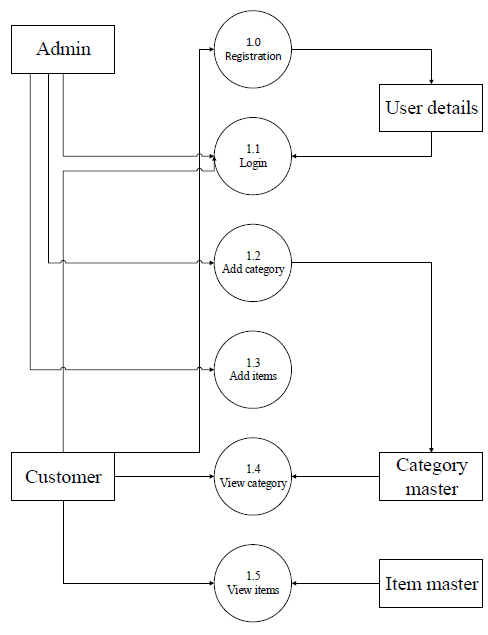 Admin
1.0
Registration
User details
1.1
Login
1.2
Add category
1.3
Add items
Customer
1.4
View category
Category
master
1.5
View items
Item master